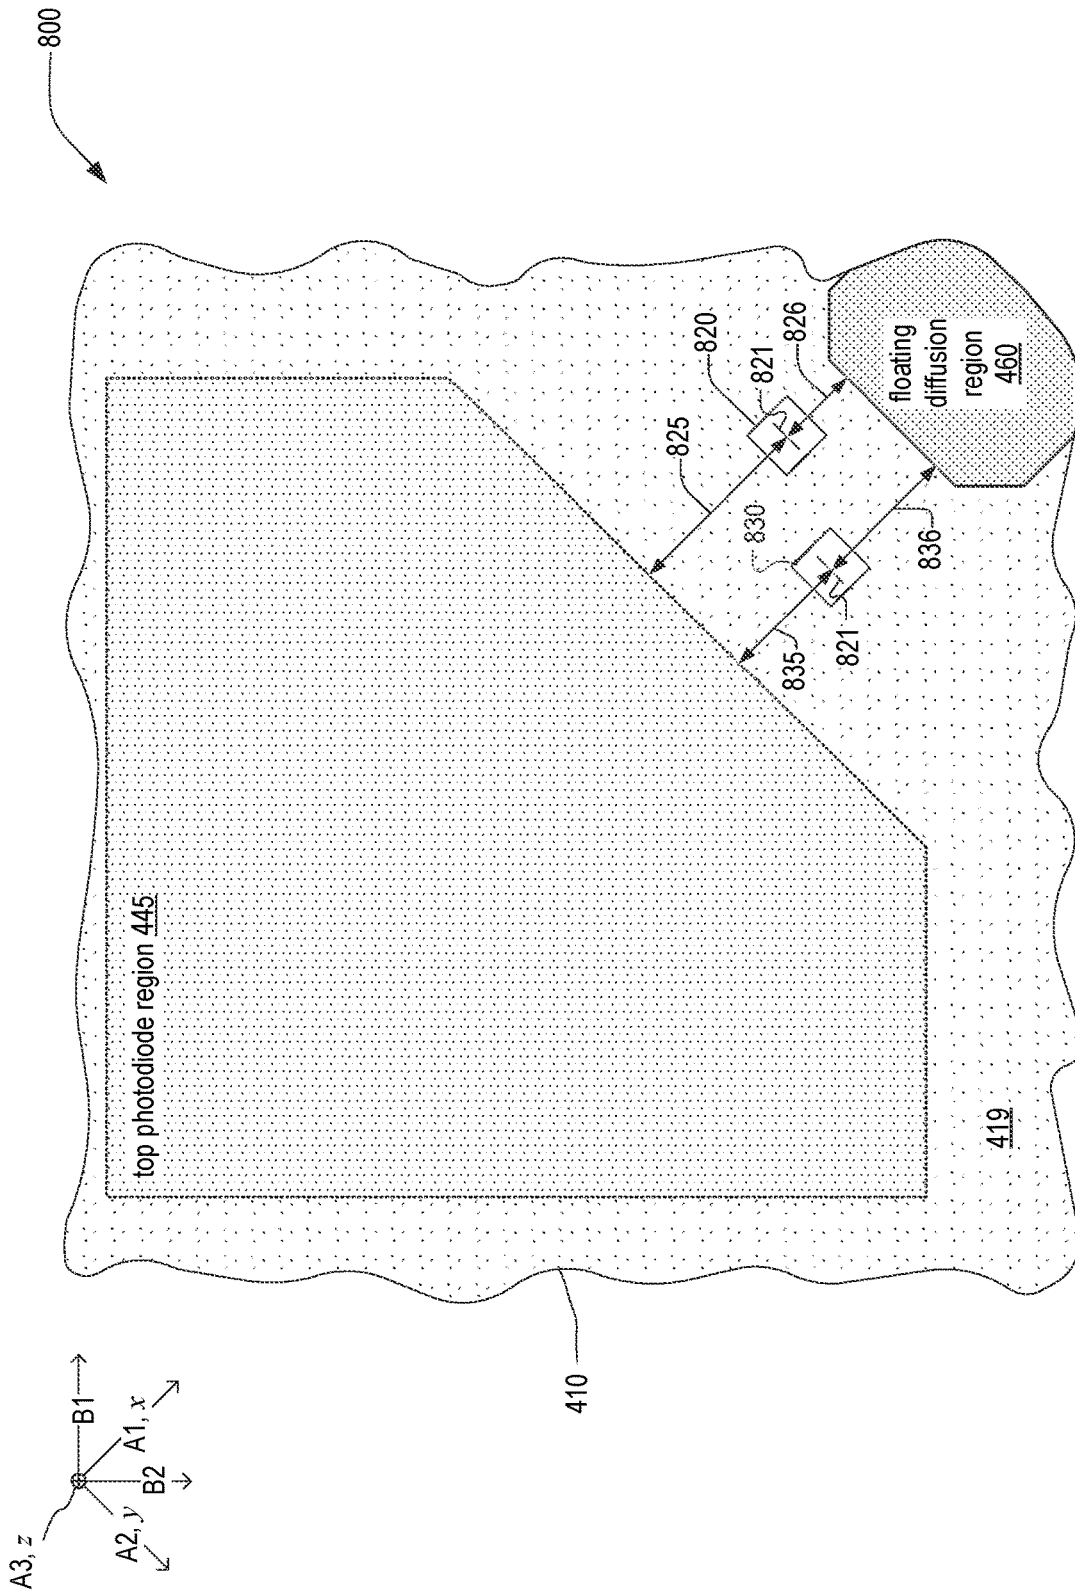 800
top photodiode region 445
820
821
826
825
830
floating
diffusion
region
460
836
835
821
419
410
B1
A1, x
B2
A2, y
A3, z